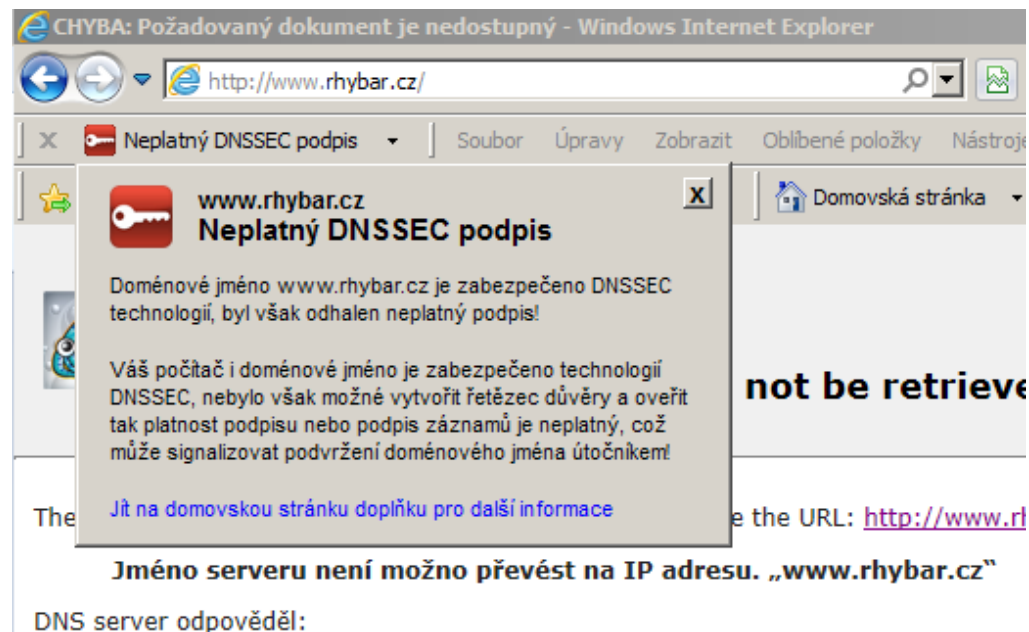 CHYBA: Požadovaný dokument je nedostupný - Windows Internet Explorer
http://www.rhybar.cz/
X Neplatný DNSSEC podpis Soubor Úpravy Zobrazit Oblíbené položky Nástroje
Domovská stránka
www.rhybar.cz X
Neplatný DNSSEC podpis
Doménové jméno www.rhybar.cz je zabezpečeno DNSSEC
technologií, byl však odhalen neplatný podpis!
Váš počítač i doménové jméno je zabezpečeno technologií
DNSSEC, nebylo však možné vytvořit řetězec důvěry a oveřit
tak platnost podpisu nebo podpis záznamů je neplatný, což
může signalizovat podvržení doménového jména útočníkem!
Jít na domovskou stránku doplňku pro další informace
not be retrieve
The e the URL: http://www.rh
Jméno serveru není možno převést na IP adresu. „www.rhybar.cz“
DNS server odpověděl: